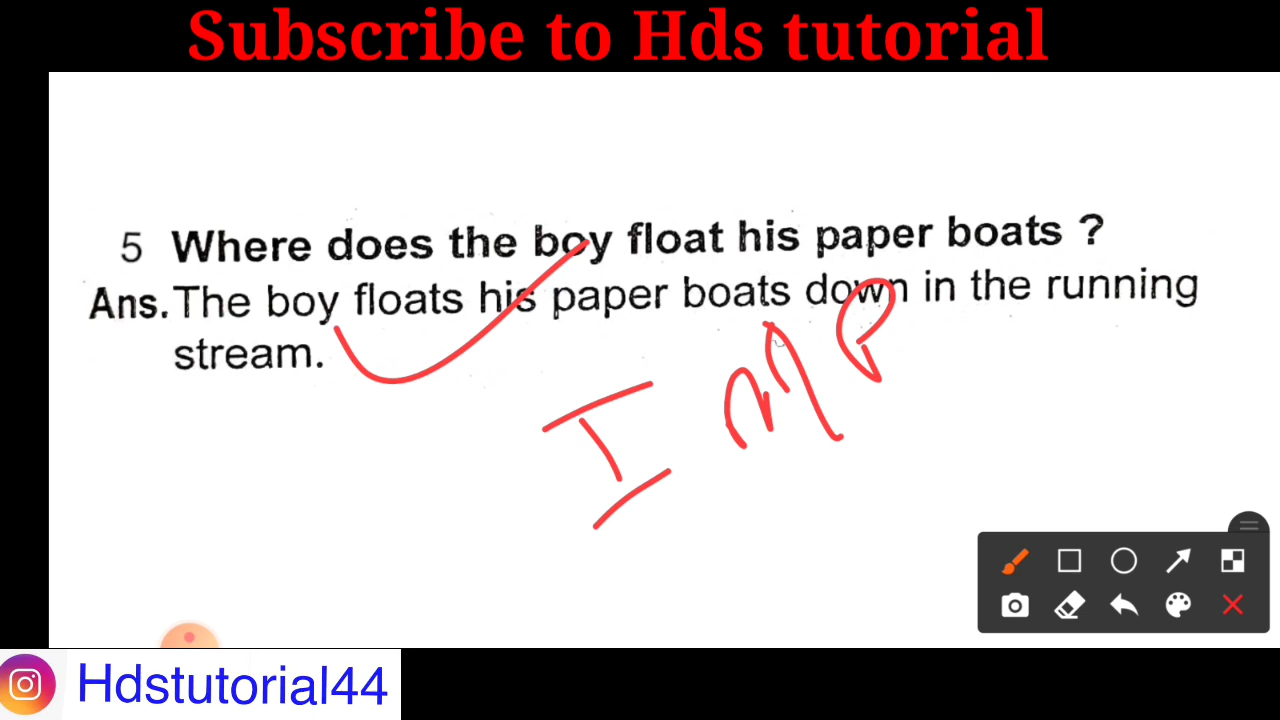 Subscribe to Hds tutorial
5 Where does the boy float his paper boats ?
Ans. The boy floats his paper boats down in the running
stream.
IMP
Hdstutorial44